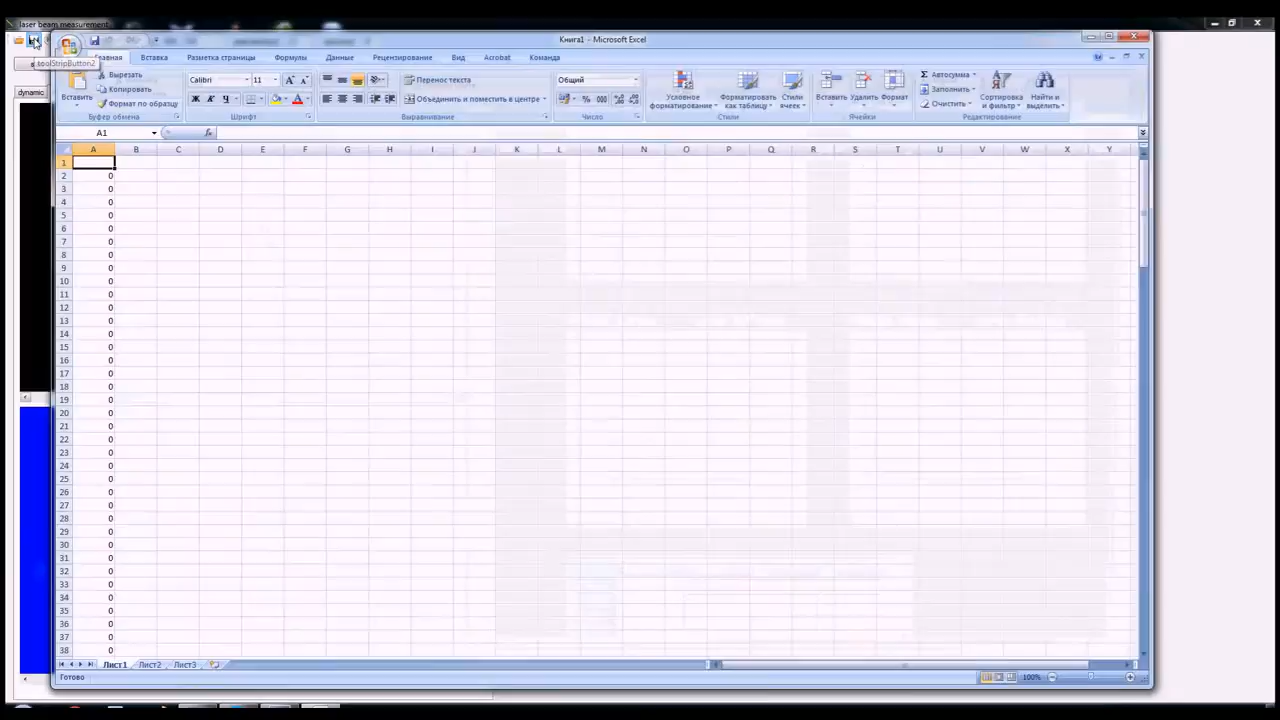 laser beam measurement
Книга1 - Microsoft Excel
toolStripButton2
Главная Вставка Разметка страницы Формулы Данные Рецензирование Вид Acrobat Команда
Вставить
Вырезать
Копировать
Формат по образцу
Буфер обмена
Calibri 11
Ж К Ч
Шрифт
Перенос текста
Объединить и поместить в центре
Выравнивание
Общий
% 000
Число
Условное форматирование
Форматировать как таблицу
Стили ячеек
Стили
Вставить Удалить Формат
Ячейки
Автосумма
Заполнить
Очистить
Сортировка и фильтр
Найти и выделить
Редактирование
dynamic
A1
fx
A B C D E F G H I J K L M N O P Q R S T U V W X Y
1
2 0
3 0
4 0
5 0
6 0
7 0
8 0
9 0
10 0
11 0
12 0
13 0
14 0
15 0
16 0
17 0
18 0
19 0
20 0
21 0
22 0
23 0
24 0
25 0
26 0
27 0
28 0
29 0
30 0
31 0
32 0
33 0
34 0
35 0
36 0
37 0
38 0
Лист1 Лист2 Лист3
Готово
100%